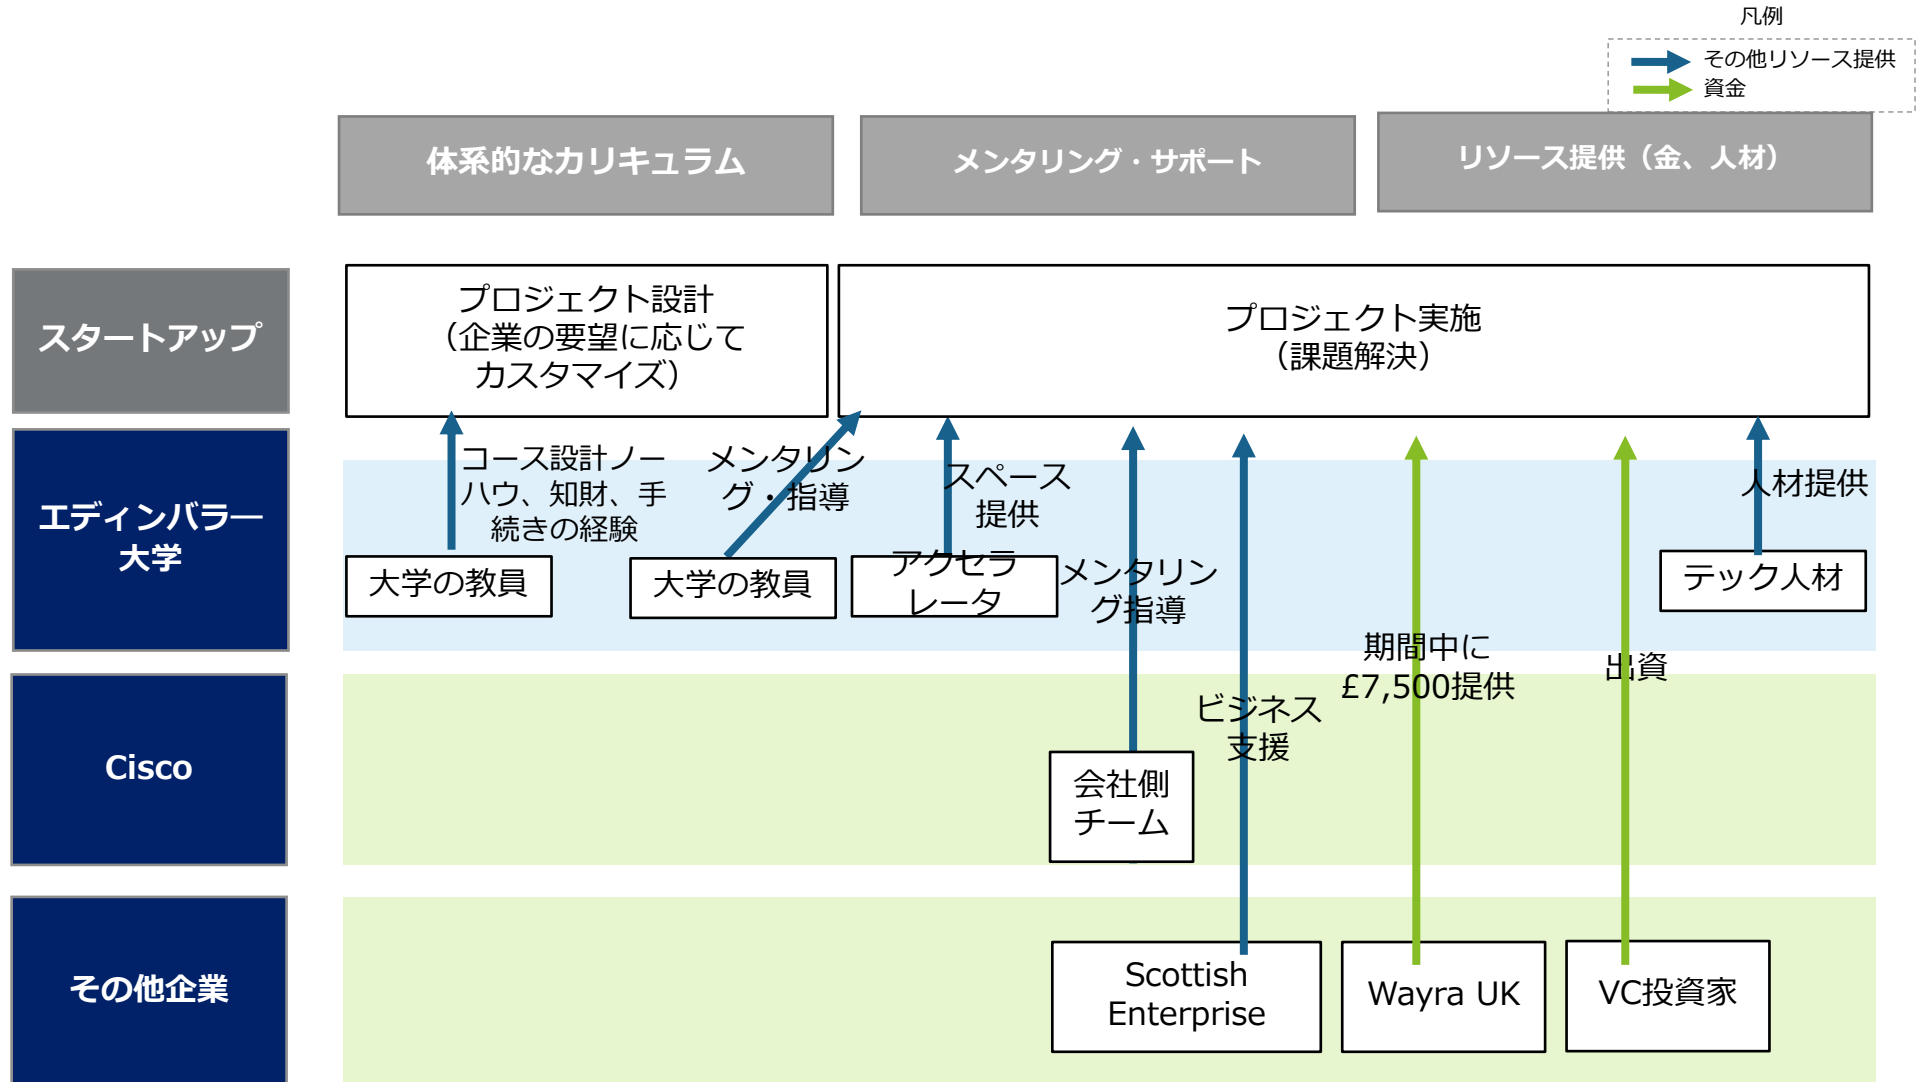 凡例
その他リソース提供
資金
体系的なカリキュラム
メンタリング・サポート
リソース提供（金、人材）
スタートアップ
プロジェクト設計
（企業の要望に応じて
カスタマイズ）
プロジェクト実施
（課題解決）
エディンバラ―
大学
コース設計ノー
ハウ、知財、手
続きの経験
メンタリン
グ・指導
スペース
提供
人材提供
大学の教員
大学の教員
アクセラ
レータ
メンタリン
グ指導
テック人材
期間中に
£7,500提供
出資
Cisco
ビジネス
支援
会社側
チーム
その他企業
Scottish
Enterprise
Wayra UK
VC投資家